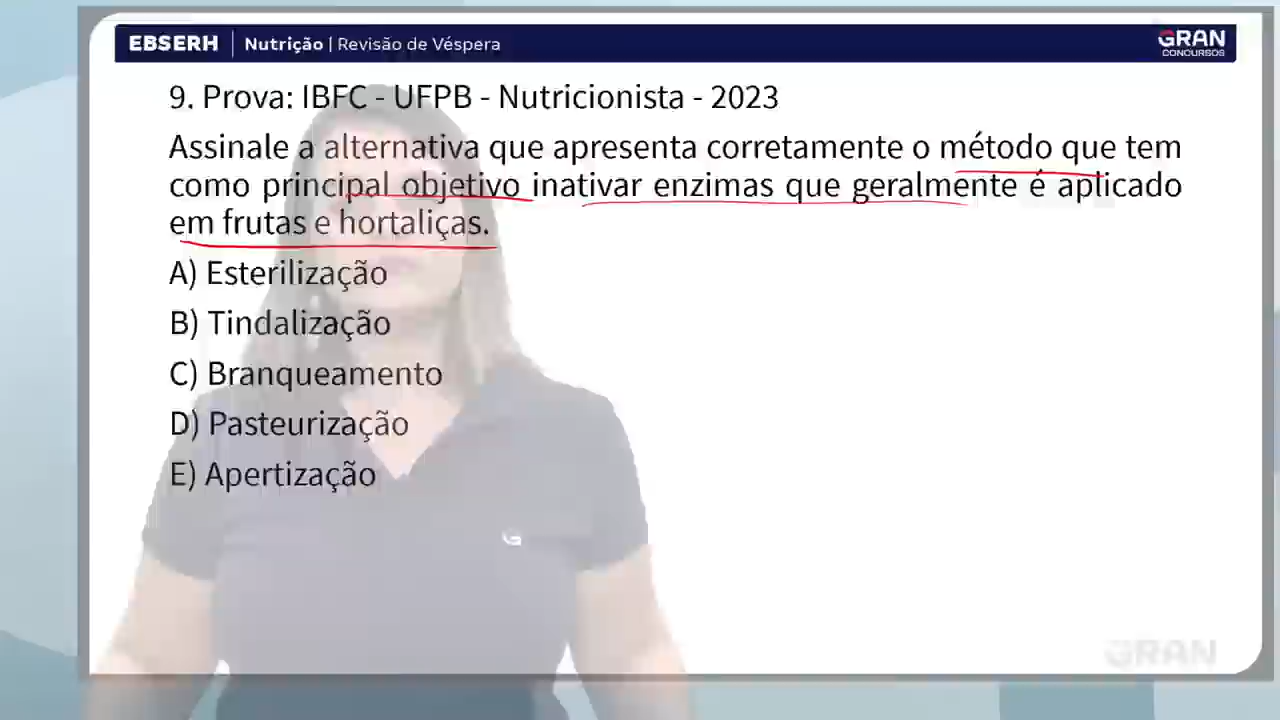 EBSERH | Nutrição | Revisão de Véspera
GRAN
CONCURSOS
9. Prova: IBFC - UFPB - Nutricionista - 2023
Assinale a alternativa que apresenta corretamente o método que tem
como principal objetivo inativar enzimas que geralmente é aplicado
em frutas e hortaliças.
A) Esterilização
B) Tindalização
C) Branqueamento
D) Pasteurização
E) Apertização
GRAN